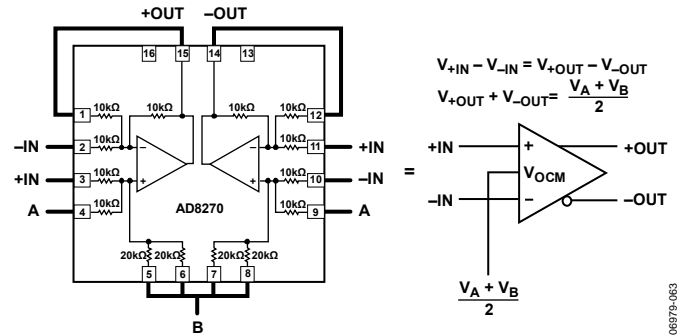 +OUT –OUT
16 15 14 13
10kΩ 10kΩ 10kΩ 10kΩ
1 12
10kΩ 10kΩ
–IN 2 – – 11 +IN
10kΩ 10kΩ
+IN 3 + + 10 –IN
10kΩ AD8270 10kΩ
A 4 9 A
20kΩ 20kΩ 20kΩ 20kΩ
5 6 7 8
B
=
V+IN – V–IN = V+OUT – V–OUT
V+OUT + V–OUT = VA + VB
2
+IN + +OUT
VOCM
–IN – –OUT
VA + VB
2
06979-063